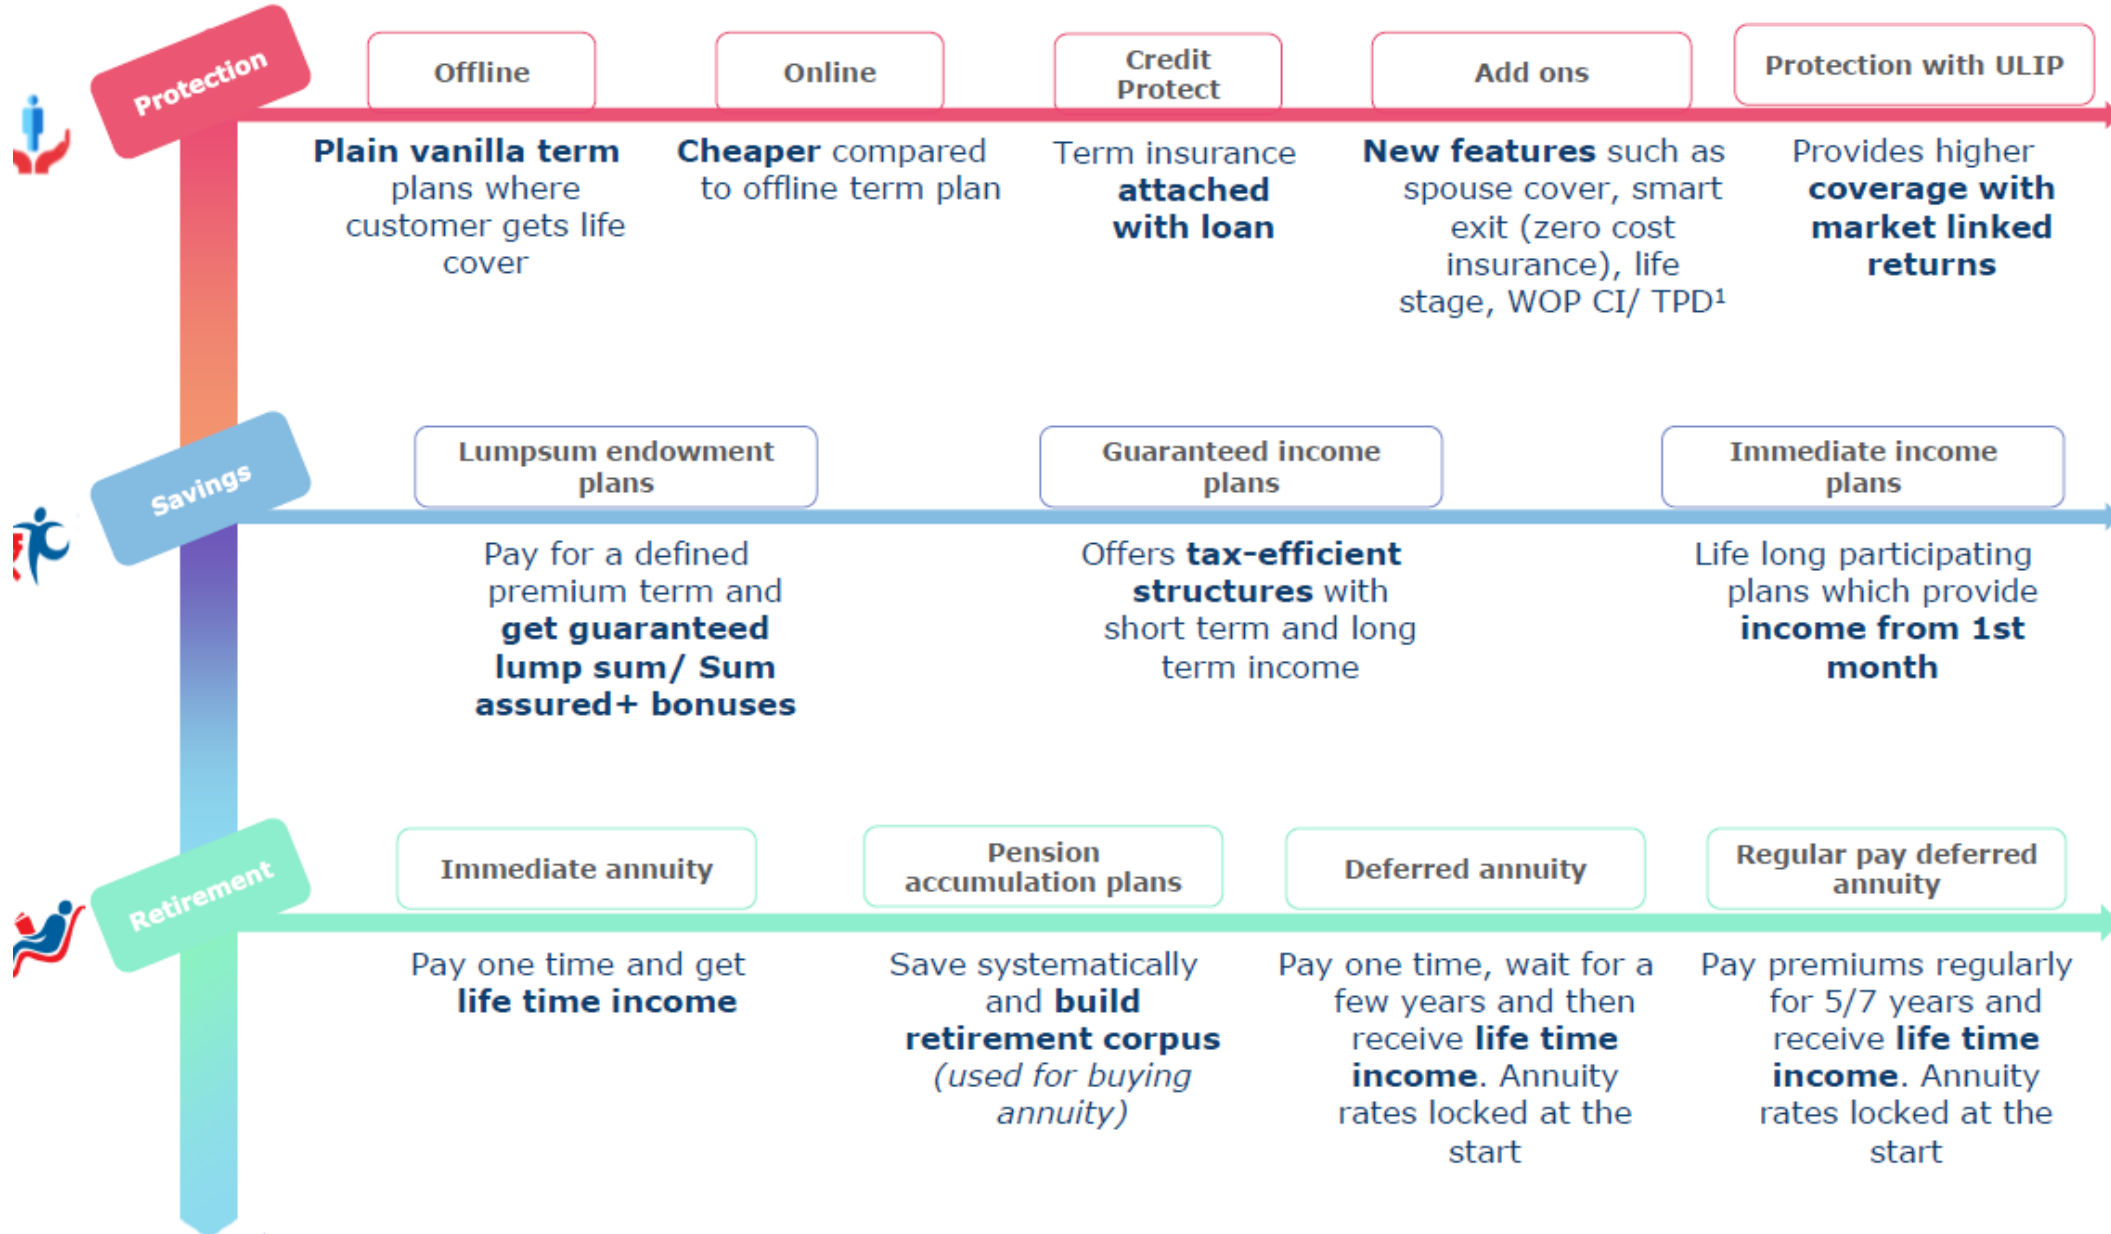 Protection
Offline
Online
Credit
Protect
Add ons
Protection with ULIP
Plain vanilla term
plans where
customer gets life
cover
Cheaper compared
to offline term plan
Term insurance
attached
with loan
New features such as
spouse cover, smart
exit (zero cost
insurance), life
stage, WOP CI/ TPD¹
Provides higher
coverage with
market linked
returns
Savings
Lumpsum endowment
plans
Guaranteed income
plans
Immediate income
plans
Pay for a defined
premium term and
get guaranteed
lump sum/ Sum
assured+ bonuses
Offers tax-efficient
structures with
short term and long
term income
Life long participating
plans which provide
income from 1st
month
Retirement
Immediate annuity
Pension
accumulation plans
Deferred annuity
Regular pay deferred
annuity
Pay one time and get
life time income
Save systematically
and build
retirement corpus
(used for buying
annuity)
Pay one time, wait for a
few years and then
receive life time
income. Annuity
rates locked at the
start
Pay premiums regularly
for 5/7 years and
receive life time
income. Annuity
rates locked at the
start